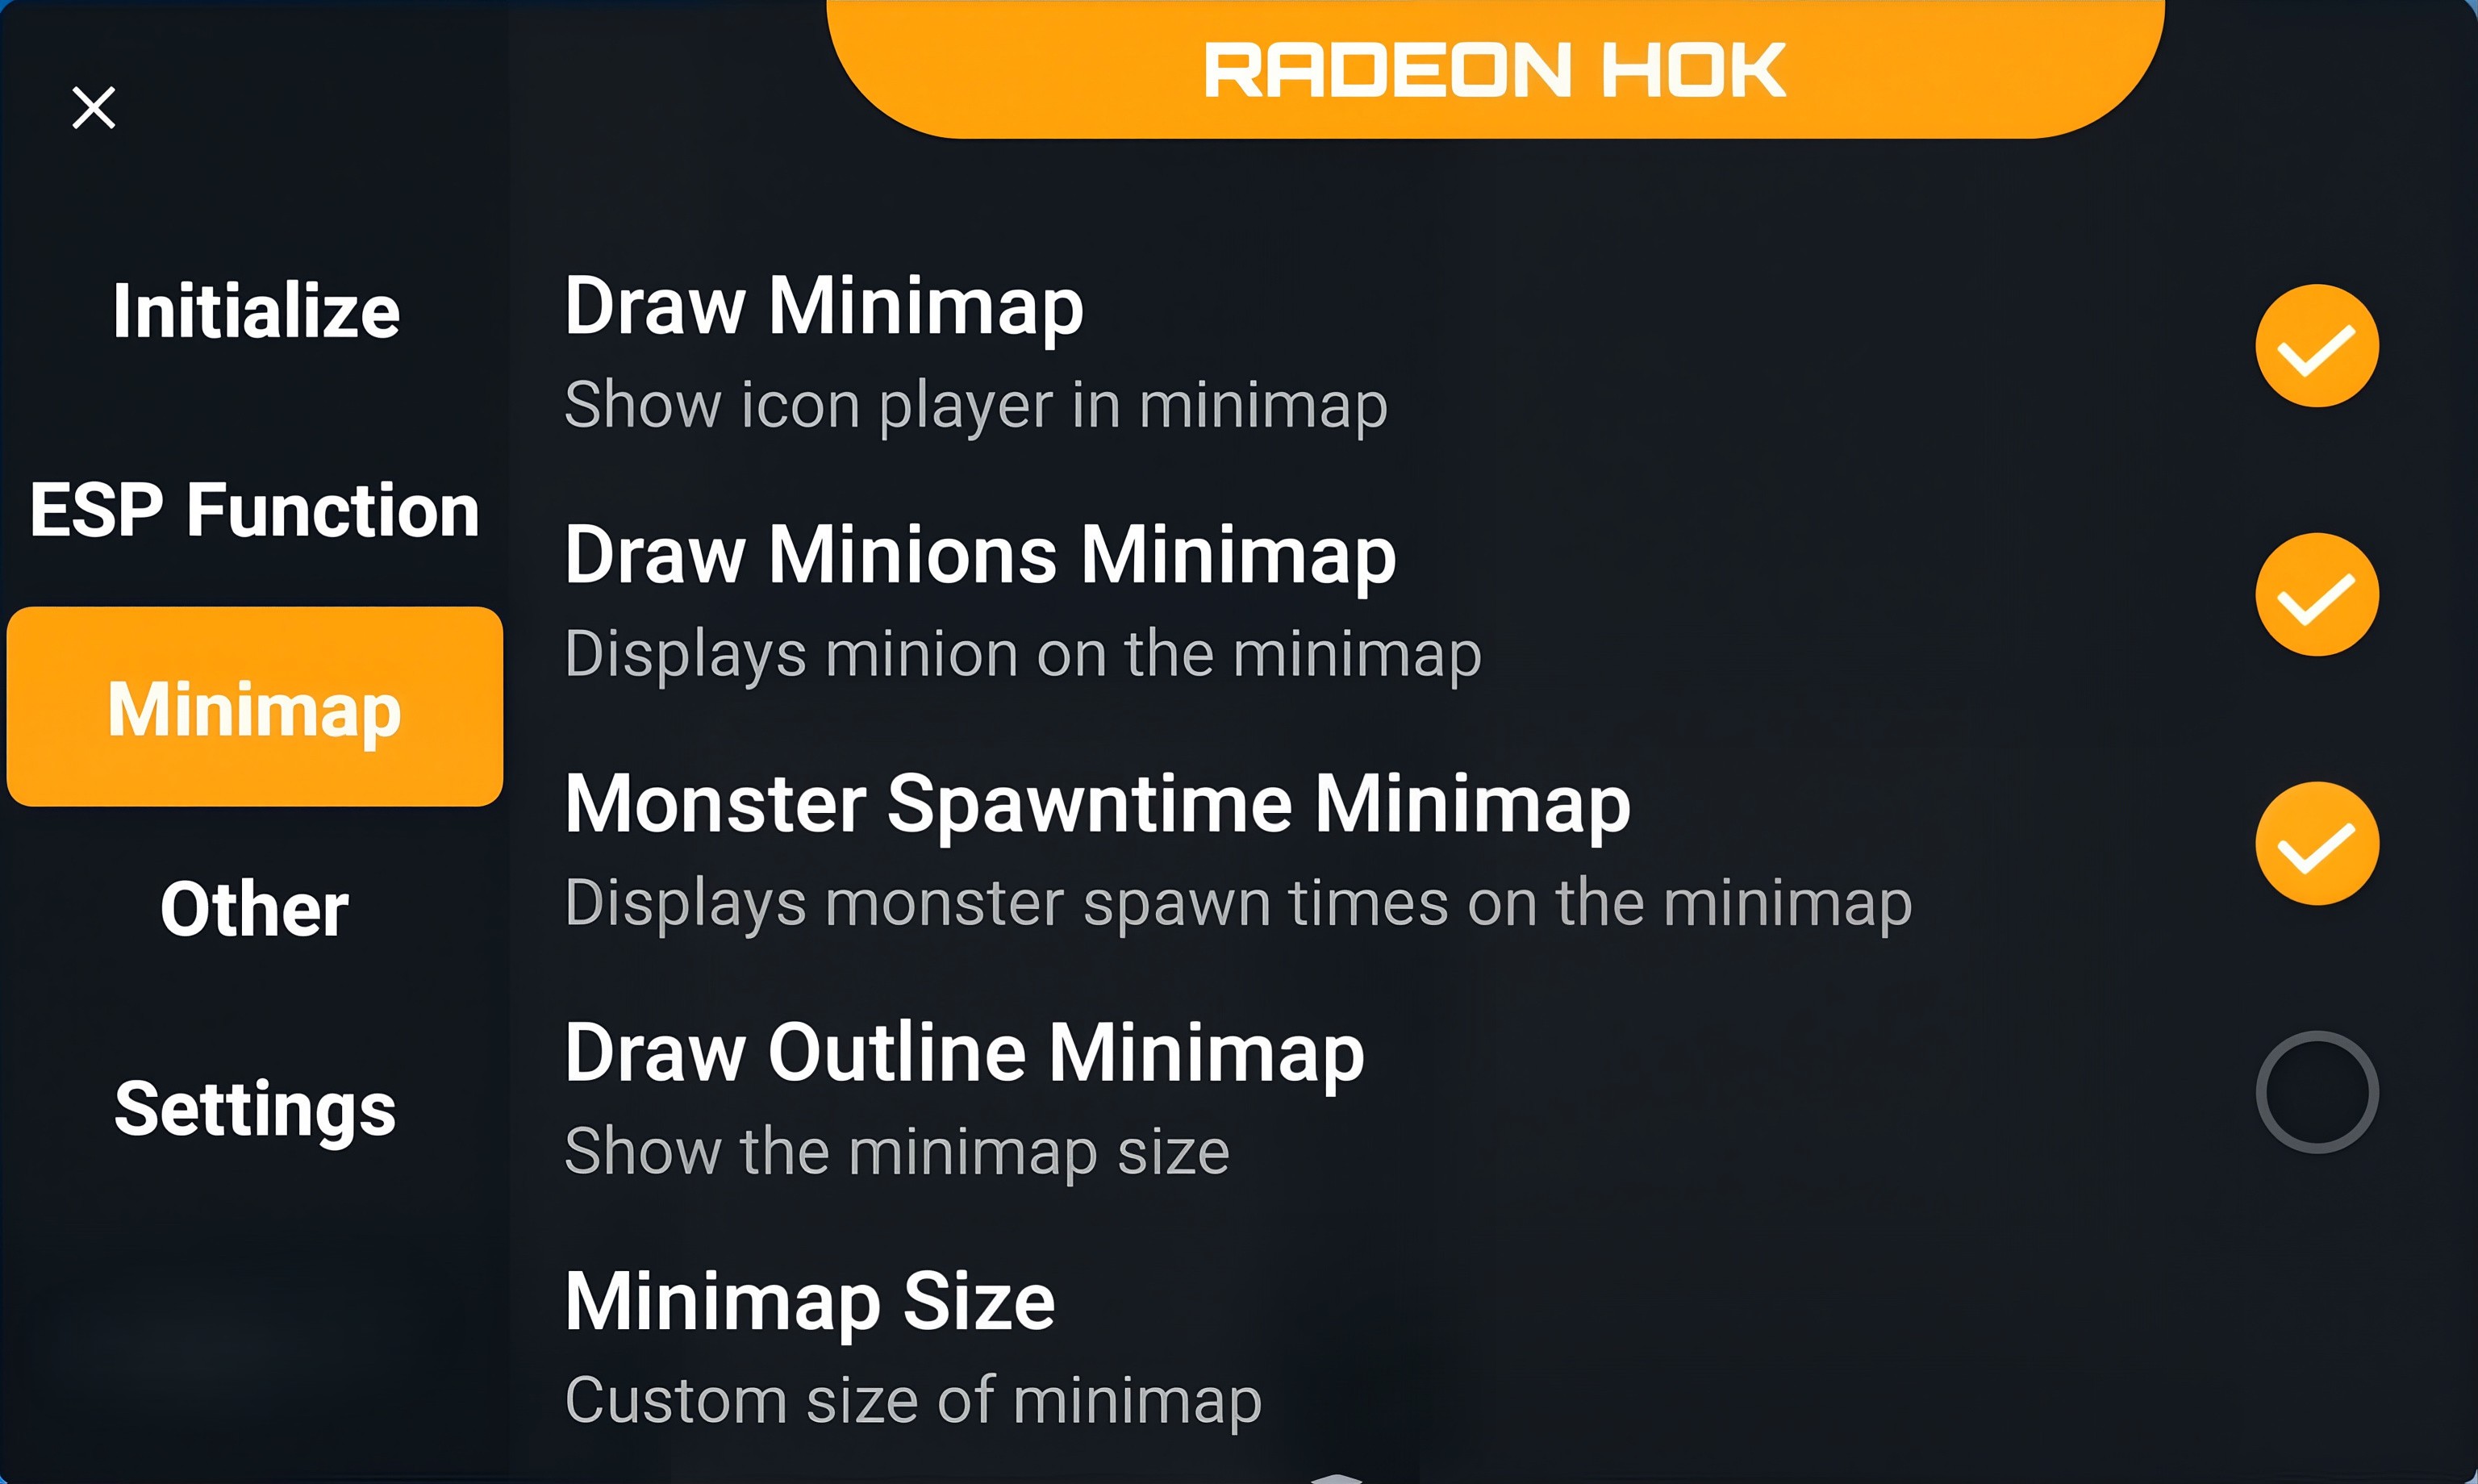 RADEON HOK
Initialize
ESP Function
Minimap
Other
Settings
Draw Minimap
Show icon player in minimap
Draw Minions Minimap
Displays minion on the minimap
Monster Spawntime Minimap
Displays monster spawn times on the minimap
Draw Outline Minimap
Show the minimap size
Minimap Size
Custom size of minimap